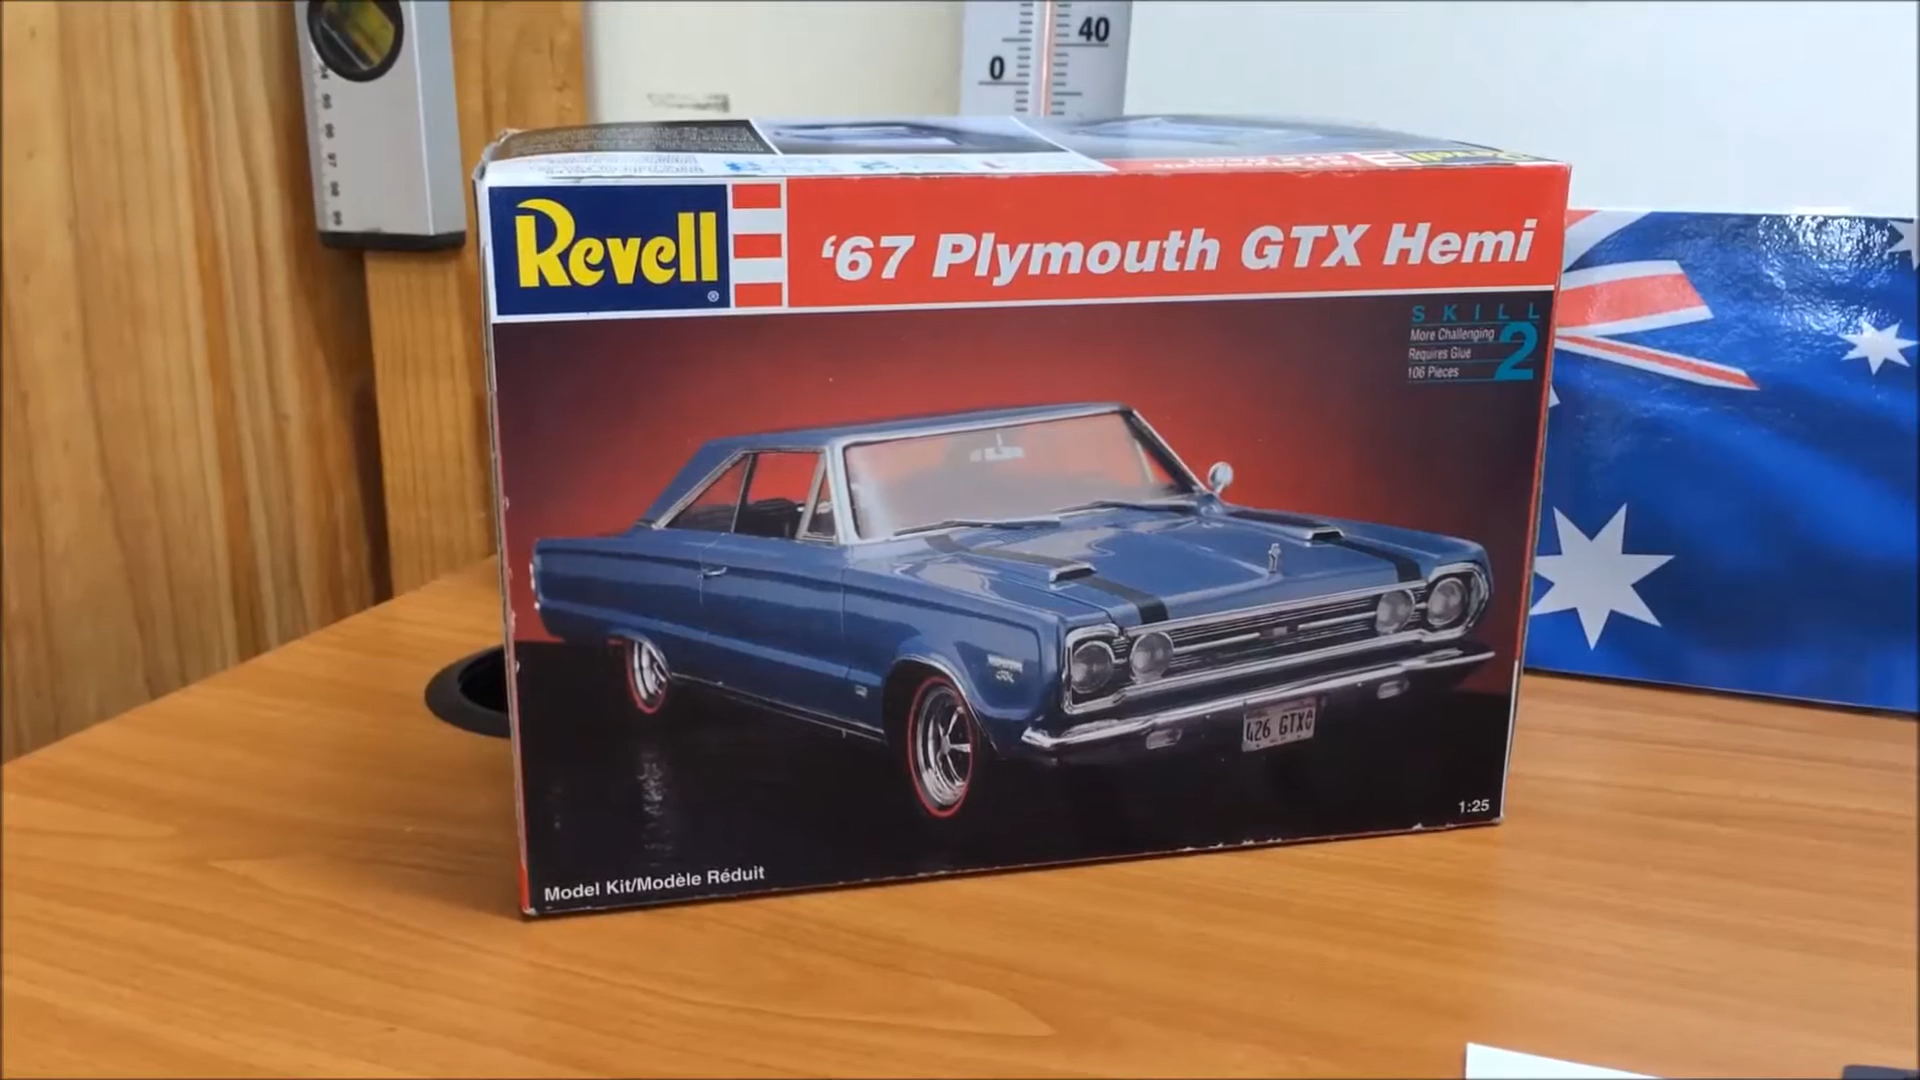 40
0
Revell
®
'67 Plymouth GTX Hemi
SKILL 2
More Challenging
Requires Glue
106 Pieces
426 GTX
1:25
Model Kit/Modèle Réduit